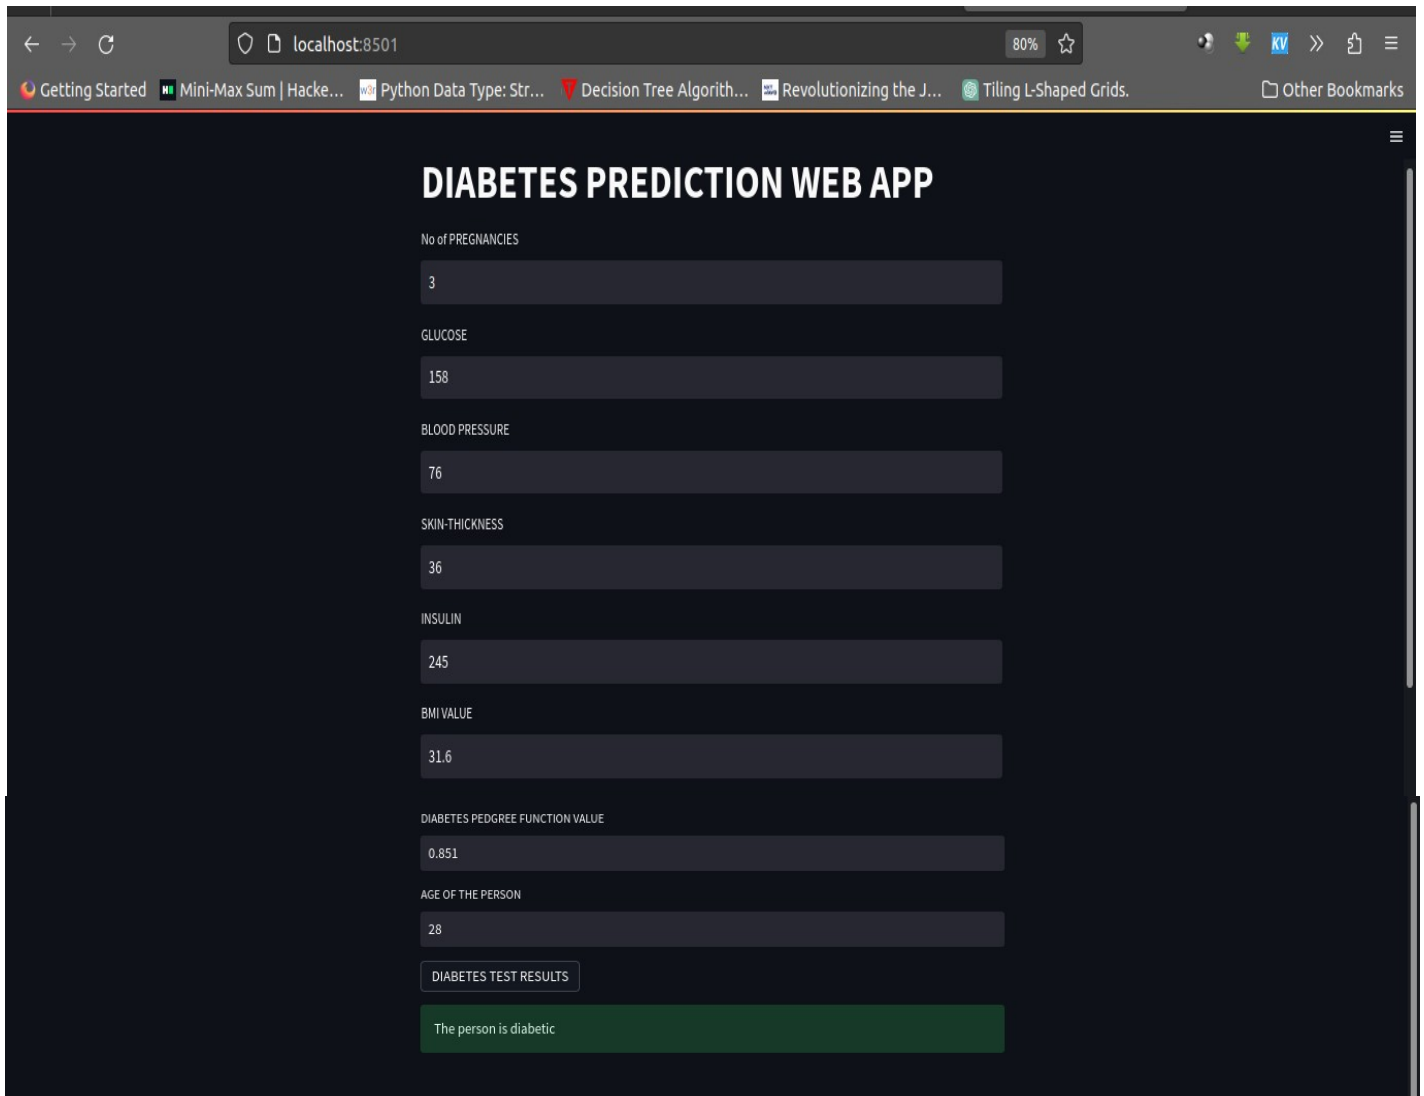 localhost:8501
80%
KV
Getting Started
Mini-Max Sum | Hacke...
Python Data Type: Str...
Decision Tree Algorith...
Revolutionizing the J...
Tiling L-Shaped Grids.
Other Bookmarks
DIABETES PREDICTION WEB APP
No of PREGNANCIES
3
GLUCOSE
158
BLOOD PRESSURE
76
SKIN-THICKNESS
36
INSULIN
245
BMI VALUE
31.6
DIABETES PEDGREE FUNCTION VALUE
0.851
AGE OF THE PERSON
28
DIABETES TEST RESULTS
The person is diabetic